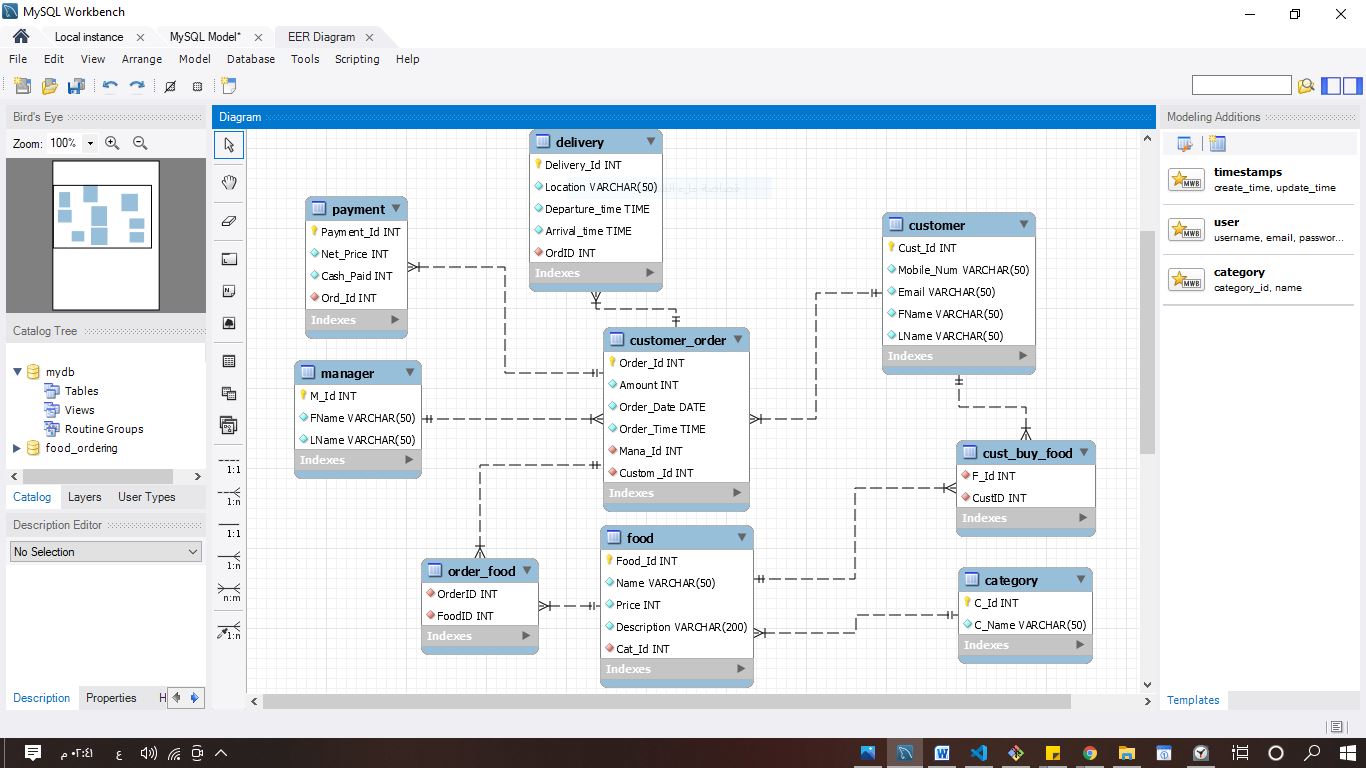 MySQL Workbench
Local instance
MySQL Model*
EER Diagram
File Edit View Arrange Model Database Tools Scripting Help
Bird's Eye
Zoom: 100%
Catalog Tree
mydb
Tables
Views
Routine Groups
food_ordering
Catalog Layers User Types
Description Editor
No Selection
Description Properties H
Diagram
1:1
1:n
1:1
1:n
n:m
1:n
delivery
Delivery_Id INT
Location VARCHAR(50)
Departure_time TIME
Arrival_time TIME
OrdID INT
Indexes
payment
Payment_Id INT
Net_Price INT
Cash_Paid INT
Ord_Id INT
Indexes
customer
Cust_Id INT
Mobile_Num VARCHAR(50)
Email VARCHAR(50)
FName VARCHAR(50)
LName VARCHAR(50)
Indexes
customer_order
Order_Id INT
Amount INT
Order_Date DATE
Order_Time TIME
Mana_Id INT
Custom_Id INT
Indexes
manager
M_Id INT
FName VARCHAR(50)
LName VARCHAR(50)
Indexes
cust_buy_food
F_Id INT
CustID INT
Indexes
food
Food_Id INT
Name VARCHAR(50)
Price INT
Description VARCHAR(200)
Cat_Id INT
Indexes
order_food
OrderID INT
FoodID INT
Indexes
category
C_Id INT
C_Name VARCHAR(50)
Indexes
Modeling Additions
timestamps
create_time, update_time
user
username, email, passwor...
category
category_id, name
MWB
MWB
MWB
Templates
٠٢:٤١ م
ع